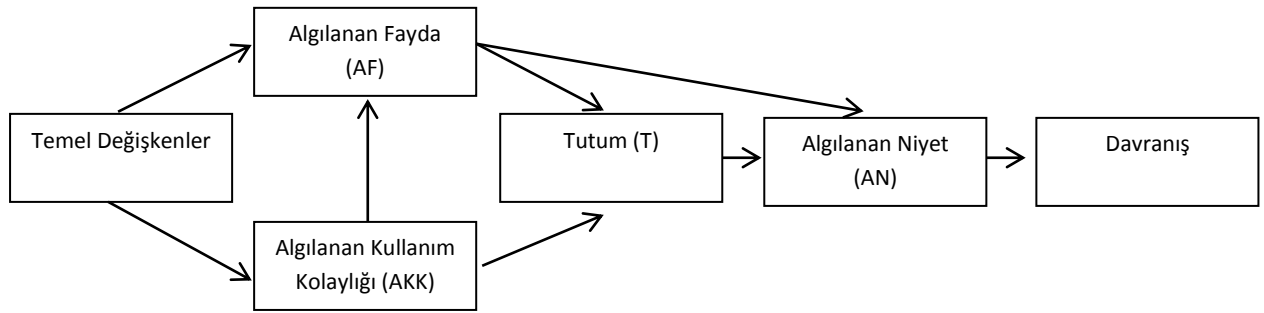 Algılanan Fayda
(AF)
Temel Değişkenler
Tutum (T)
Algılanan Niyet
(AN)
Davranış
Algılanan Kullanım
Kolaylığı (AKK)